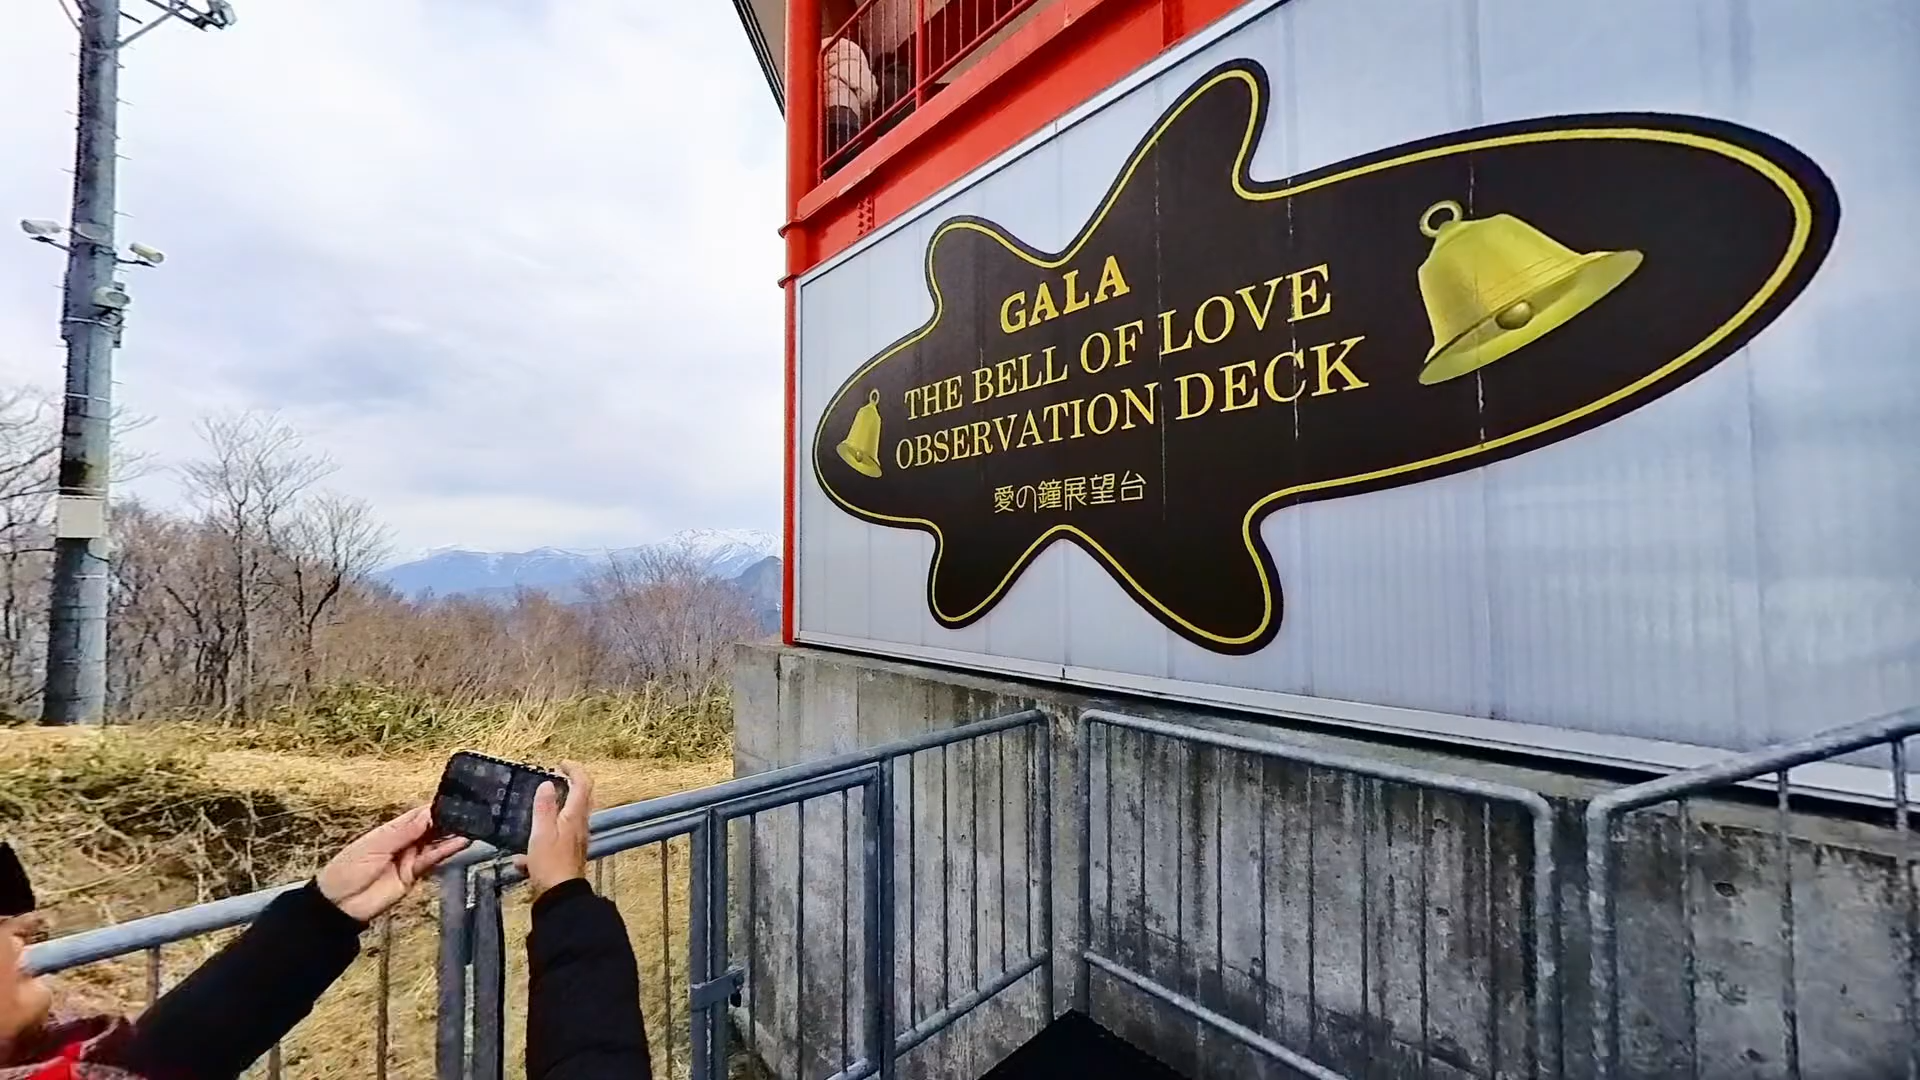 GALA
THE BELL OF LOVE
OBSERVATION DECK
愛の鐘展望台